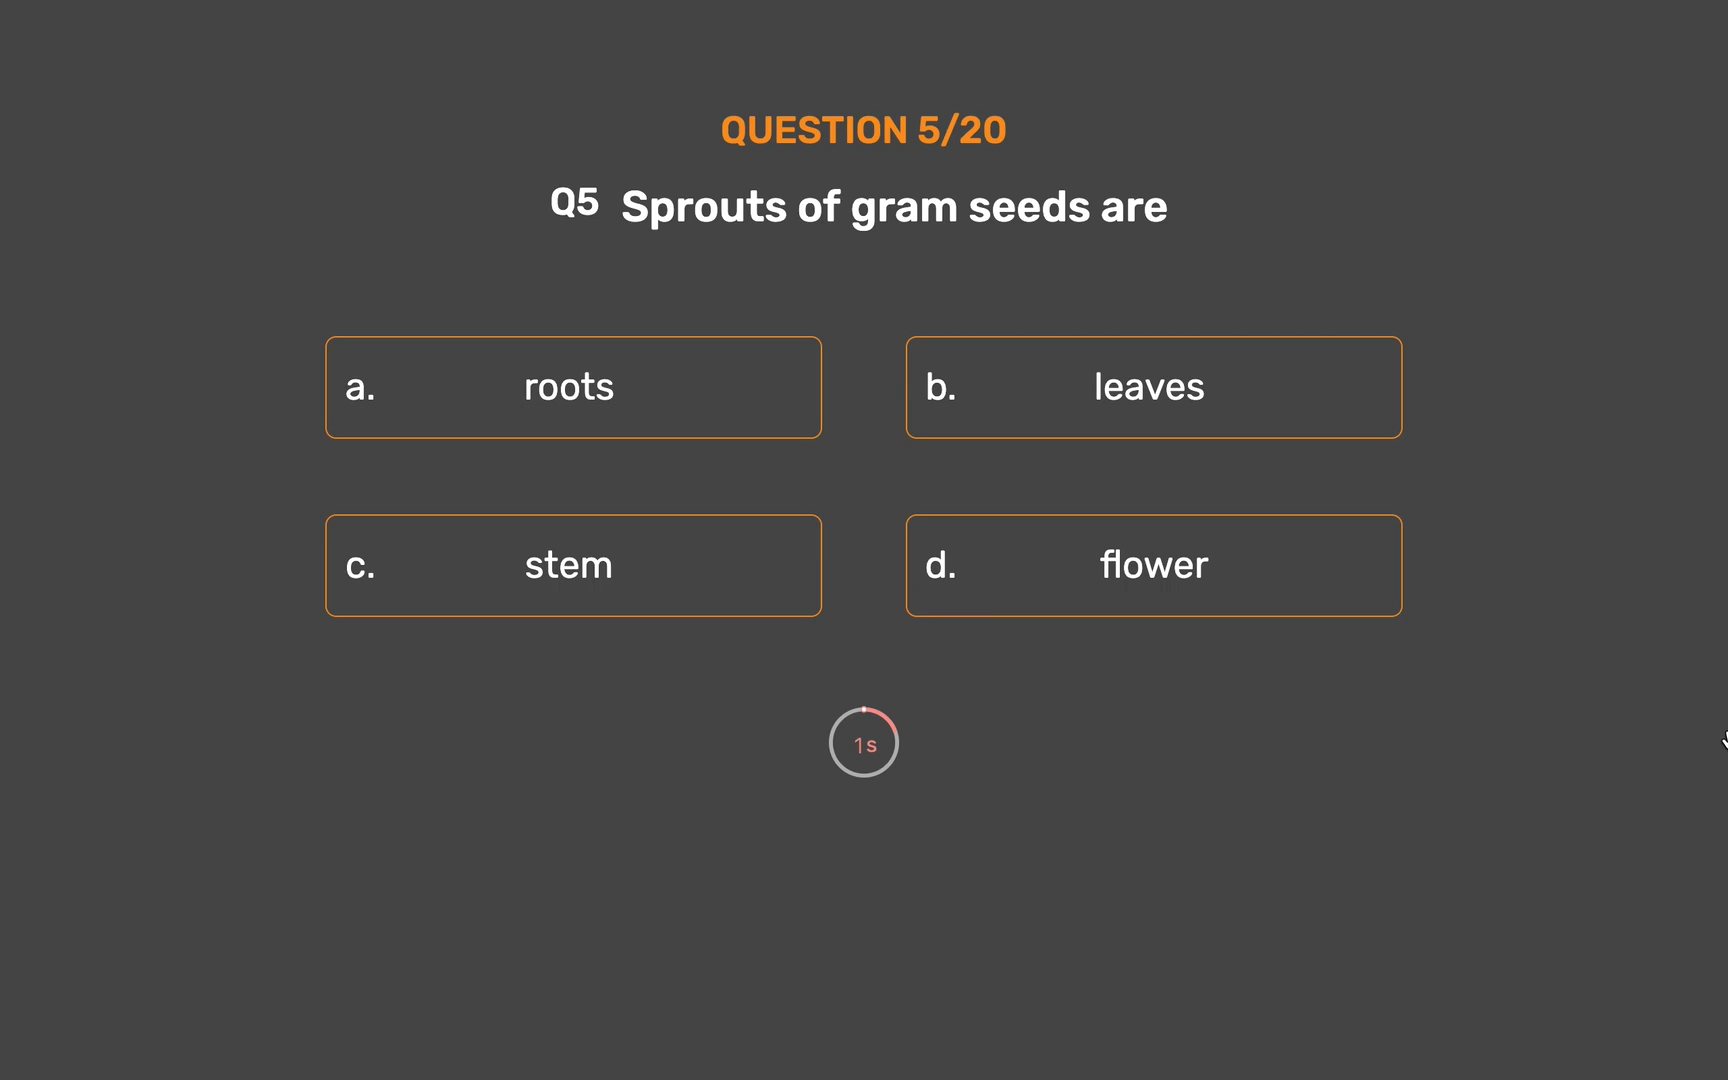 QUESTION 5/20
Q5 Sprouts of gram seeds are
a. roots
b. leaves
c. stem
d. flower
1s